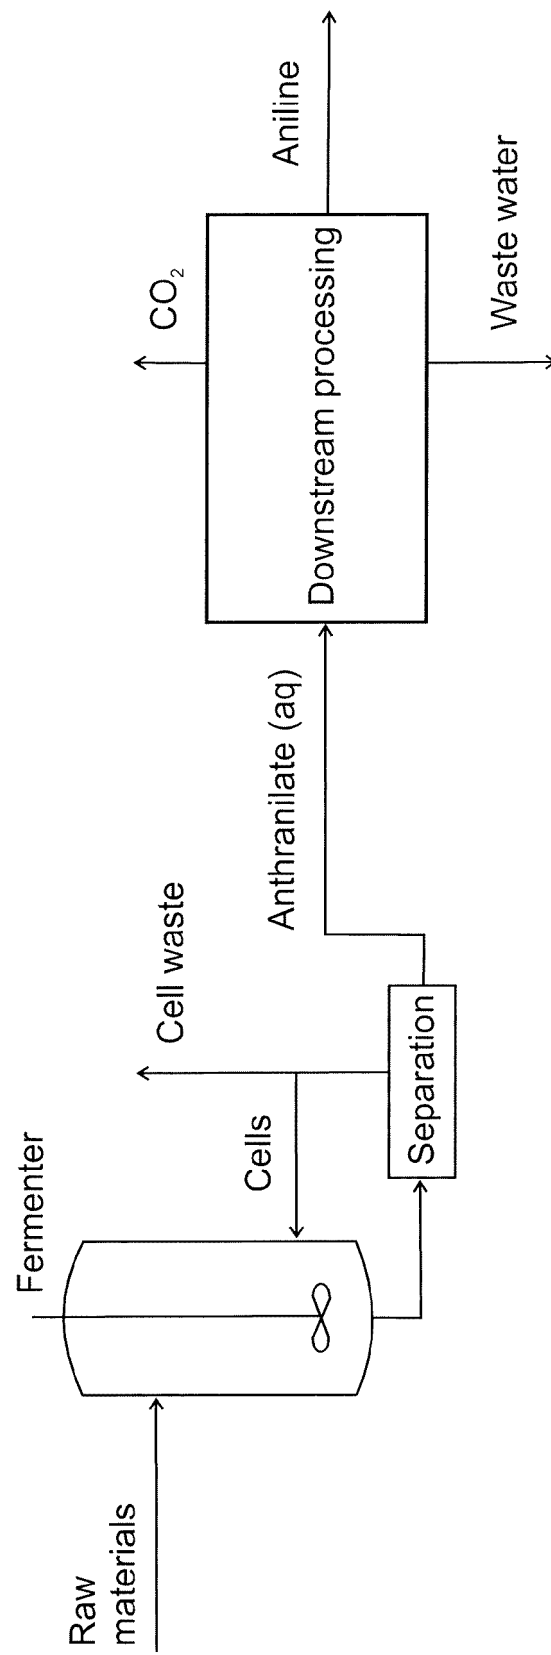 Raw
materials
Fermenter
Cells
Cell waste
Separation
Anthranilate (aq)
Downstream processing
CO₂
Aniline
Waste water